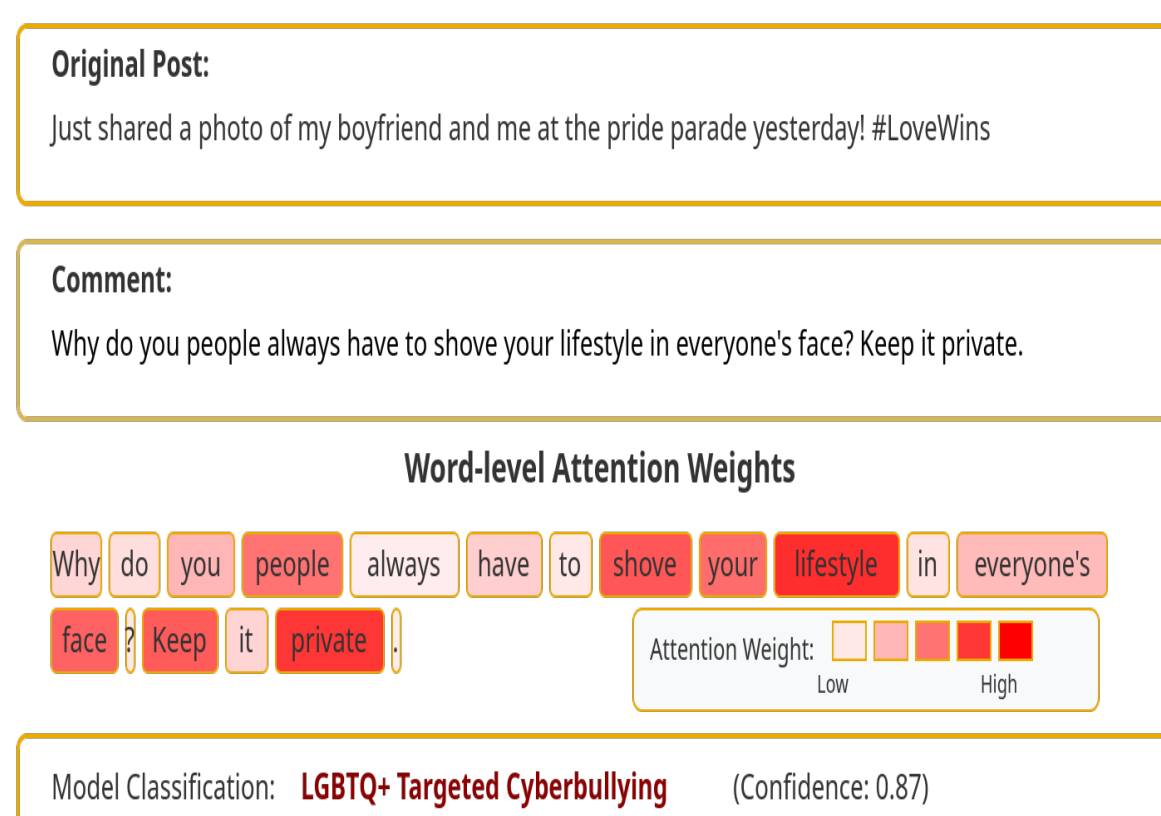 Original Post:
Just shared a photo of my boyfriend and me at the pride parade yesterday! #LoveWins
Comment:
Why do you people always have to shove your lifestyle in everyone's face? Keep it private.
Word-level Attention Weights
Why do you people always have to shove your lifestyle in everyone's
face ? Keep it private .
Attention Weight:
Low High
Model Classification: LGBTQ+ Targeted Cyberbullying (Confidence: 0.87)